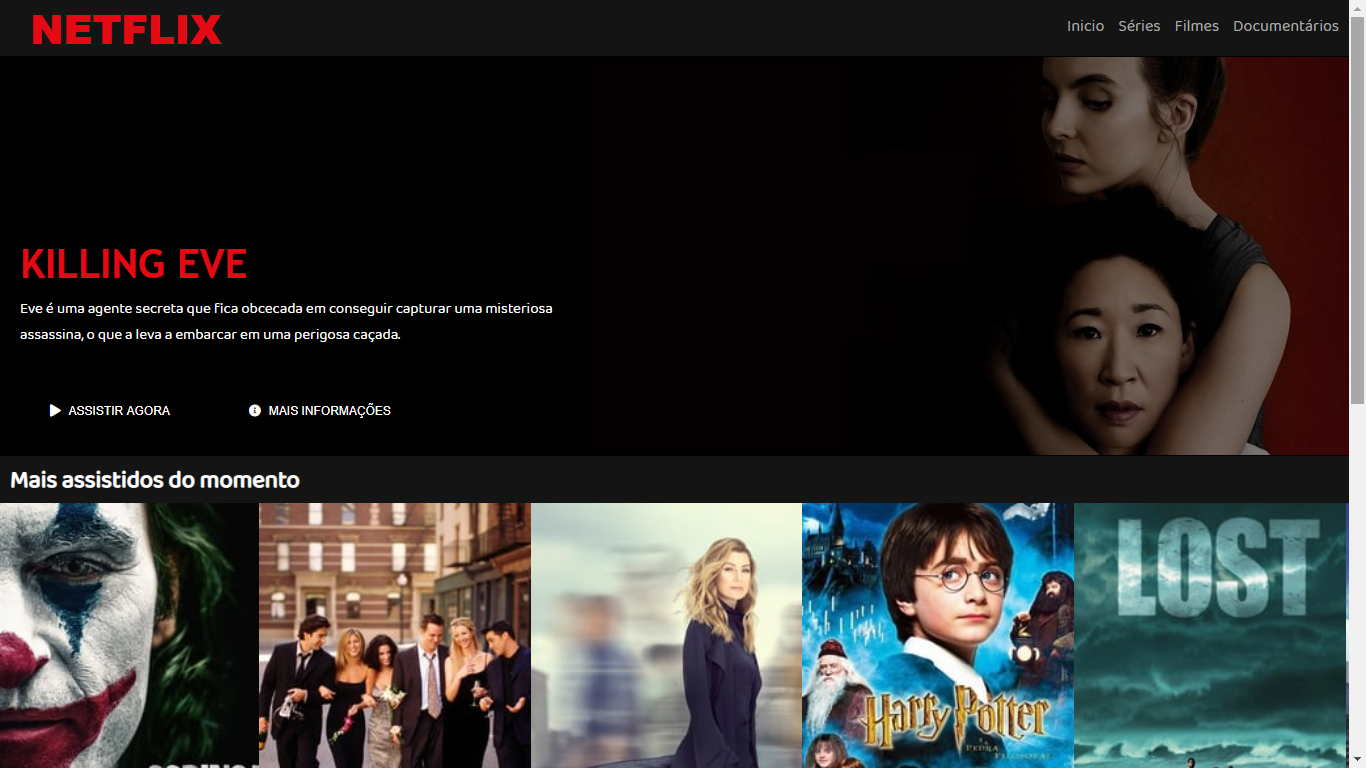 NETFLIX
Inicio Séries Filmes Documentários
KILLING EVE
Eve é uma agente secreta que fica obcecada em conseguir capturar uma misteriosa
assassina, o que a leva a embarcar em uma perigosa caçada.
ASSISTIR AGORA MAIS INFORMAÇÕES
Mais assistidos do momento
LOST
Harry Potter
E A
PEDRA
FILOSOFAL